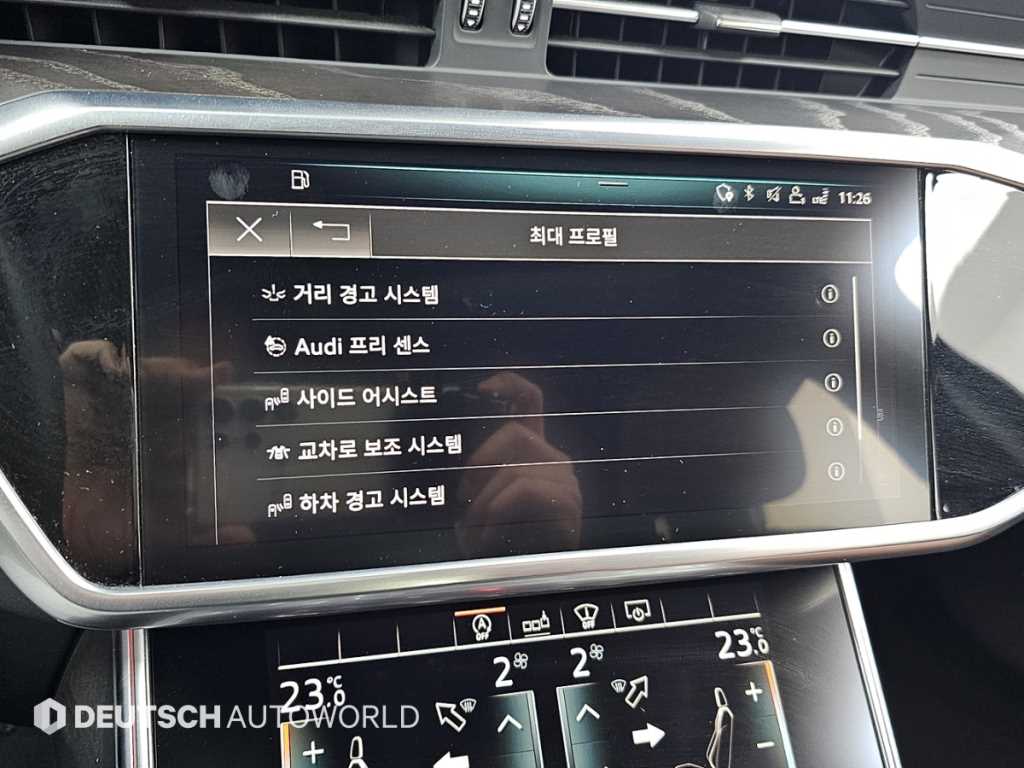 11:26
최대 프로필
거리 경고 시스템
Audi 프리 센스
사이드 어시스트
교차로 보조 시스템
하차 경고 시스템
A OFF
OFF
23.0 °C
2
2
23.0 °C
DEUTSCH AUTOWORLD